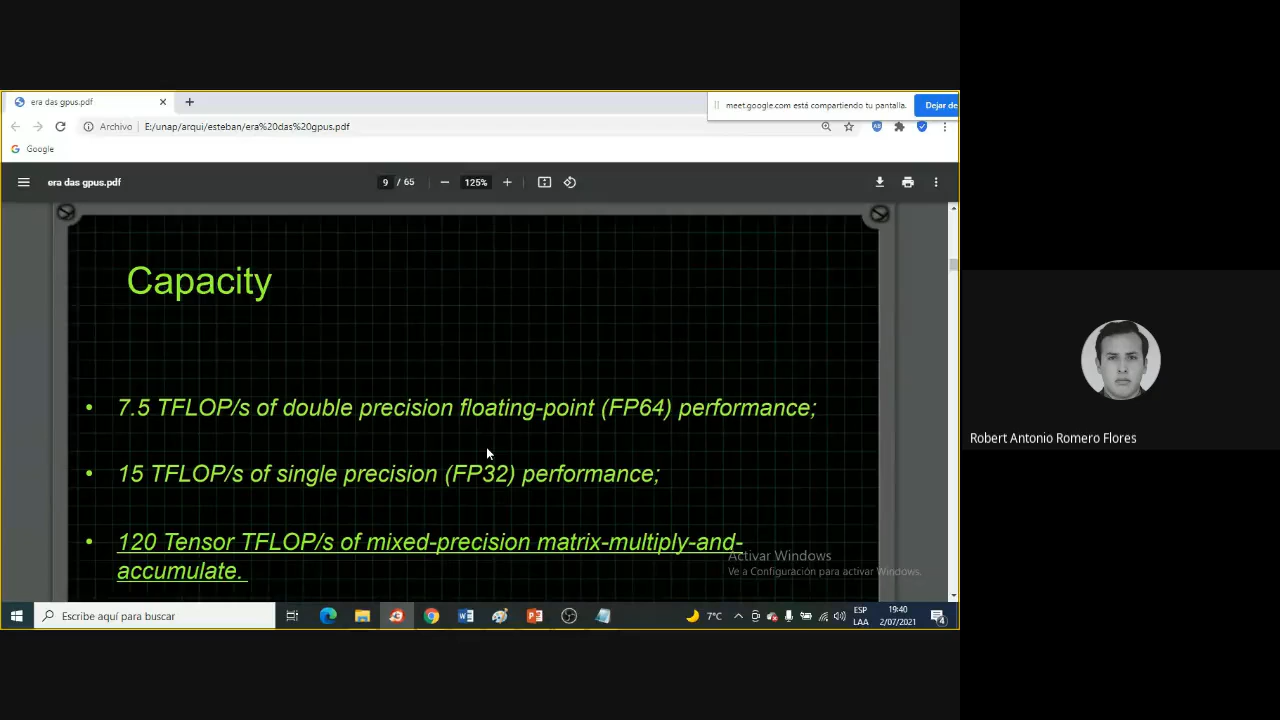 era das gpus.pdf
meet.google.com está compartiendo tu pantalla.
Dejar de
Archivo
E:/unap/arqui/esteban/era%20das%20gpus.pdf
Google
era das gpus.pdf
9 / 65
125%
Capacity
• 7.5 TFLOP/s of double precision floating-point (FP64) performance;
• 15 TFLOP/s of single precision (FP32) performance;
• 120 Tensor TFLOP/s of mixed-precision matrix-multiply-and-
accumulate.
Activar Windows
Ve a Configuración para activar Windows.
Robert Antonio Romero Flores
Escribe aquí para buscar
7°C
ESP
LAA
19:40
2/07/2021
4